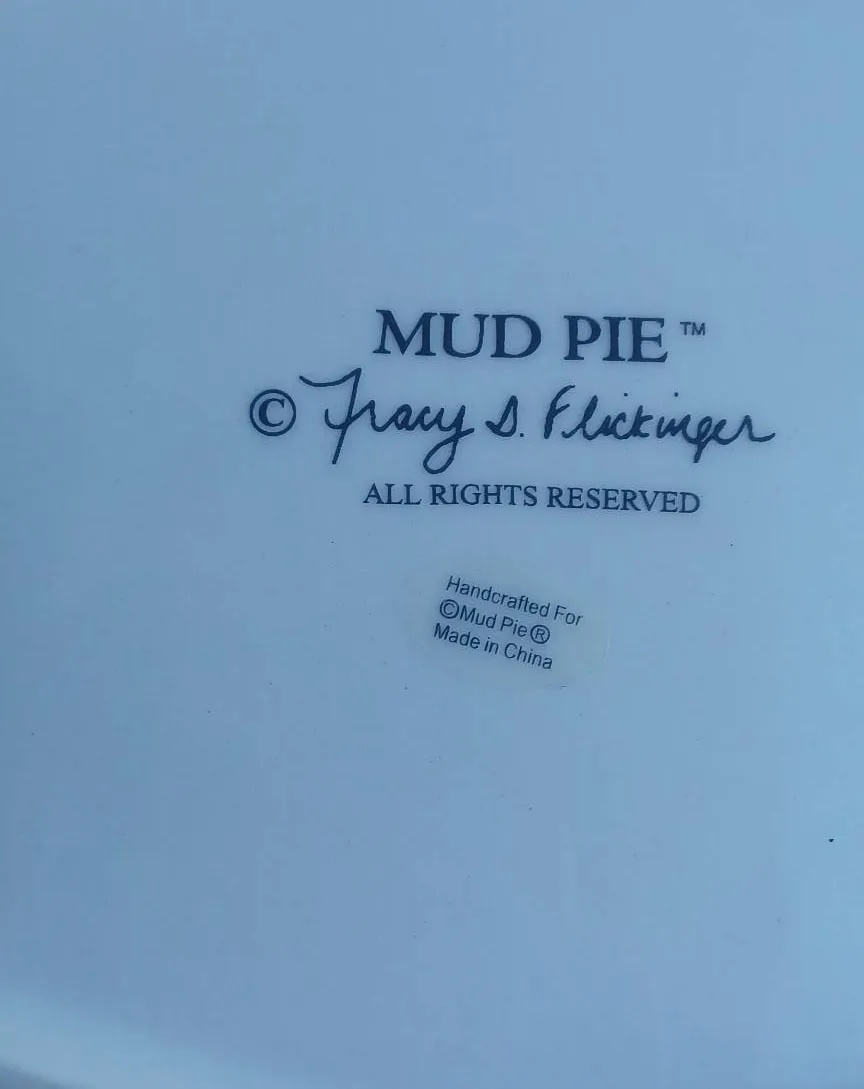 MUD PIE™
© Tracy S. Flickinger
ALL RIGHTS RESERVED
Handcrafted For
©Mud Pie®
Made in China